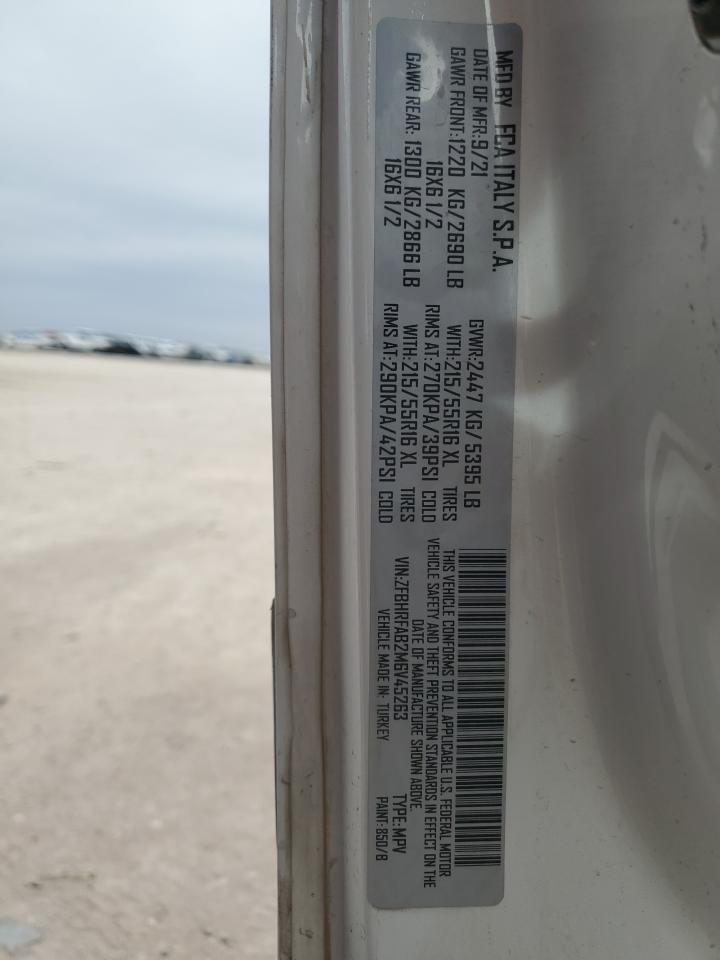 MFD BY FCA ITALY S.P.A.
DATE OF MFR:9/21 GVWR:2447 KG/5395 LB
GAWR FRONT:1220 KG/2690 LB WITH:215/55R16 XL TIRES
16X6 1/2 RIMS AT:270KPA/39PSI COLD
GAWR REAR: 1300 KG/2866 LB WITH:215/55R16 XL TIRES
16X6 1/2 RIMS AT:290KPA/42PSI COLD
THIS VEHICLE CONFORMS TO ALL APPLICABLE U.S. FEDERAL MOTOR
VEHICLE SAFETY AND THEFT PREVENTION STANDARDS IN EFFECT ON THE
DATE OF MANUFACTURE SHOWN ABOVE.
VIN:ZFBHRFAB2M6V45263 TYPE:MPV
VEHICLE MADE IN: TURKEY PAINT:850/B